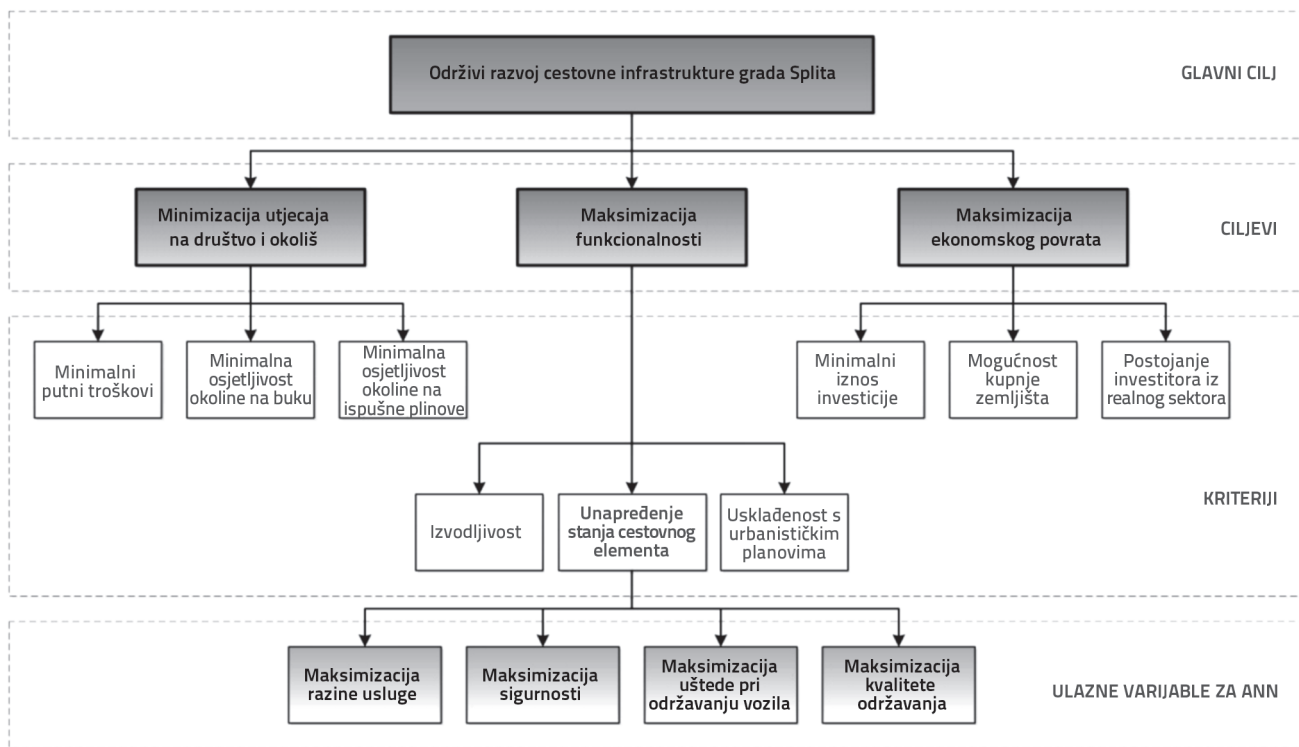 Održivi razvoj cestovne infrastrukture grada Splita
GLAVNI CILJ
Minimizacija utjecaja
na društvo i okoliš
Maksimizacija
funkcionalnosti
Maksimizacija
ekonomskog povrata
CILJEVI
Minimalni
putni troškovi
Minimalna
osjetljivost
okoline na buku
Minimalna
osjetljivost
okoline na
ispušne plinove
Minimalni
iznos
investicije
Mogućnost
kupnje
zemljišta
Postojanje
investitora iz
realnog sektora
Izvodljivost
Unapređenje
stanja cestovnog
elementa
Usklađenost s
urbanističkim
planovima
KRITERIJI
Maksimizacija
razine usluge
Maksimizacija
sigurnosti
Maksimizacija
uštede pri
održavanju vozila
Maksimizacija
kvalitete
održavanja
ULAZNE VARIJABLE ZA ANN